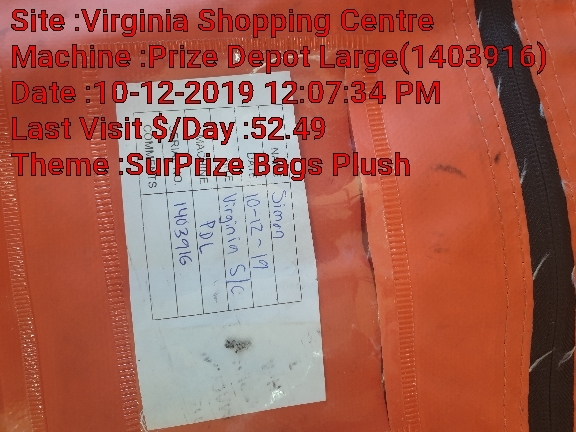 Site :Virginia Shopping Centre
Machine :Prize Depot Large(1403916)
Date :10-12-2019 12:07:34 PM
Last Visit $/Day :52.49
Theme :SurPrize Bags Plush
Simon
10-12-19
Virginia S/C
PDL
1403916
COMMENTS